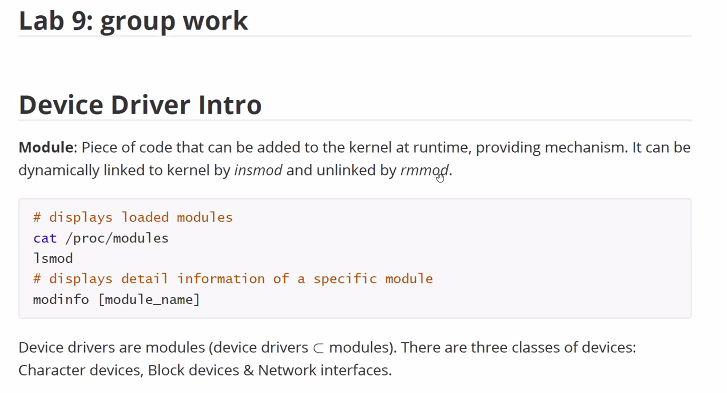 Lab 9: group work
Device Driver Intro
Module: Piece of code that can be added to the kernel at runtime, providing mechanism. It can be
dynamically linked to kernel by insmod and unlinked by rmmod.
# displays loaded modules
cat /proc/modules
lsmod
# displays detail information of a specific module
modinfo [module_name]
Device drivers are modules (device drivers ⊂ modules). There are three classes of devices:
Character devices, Block devices & Network interfaces.